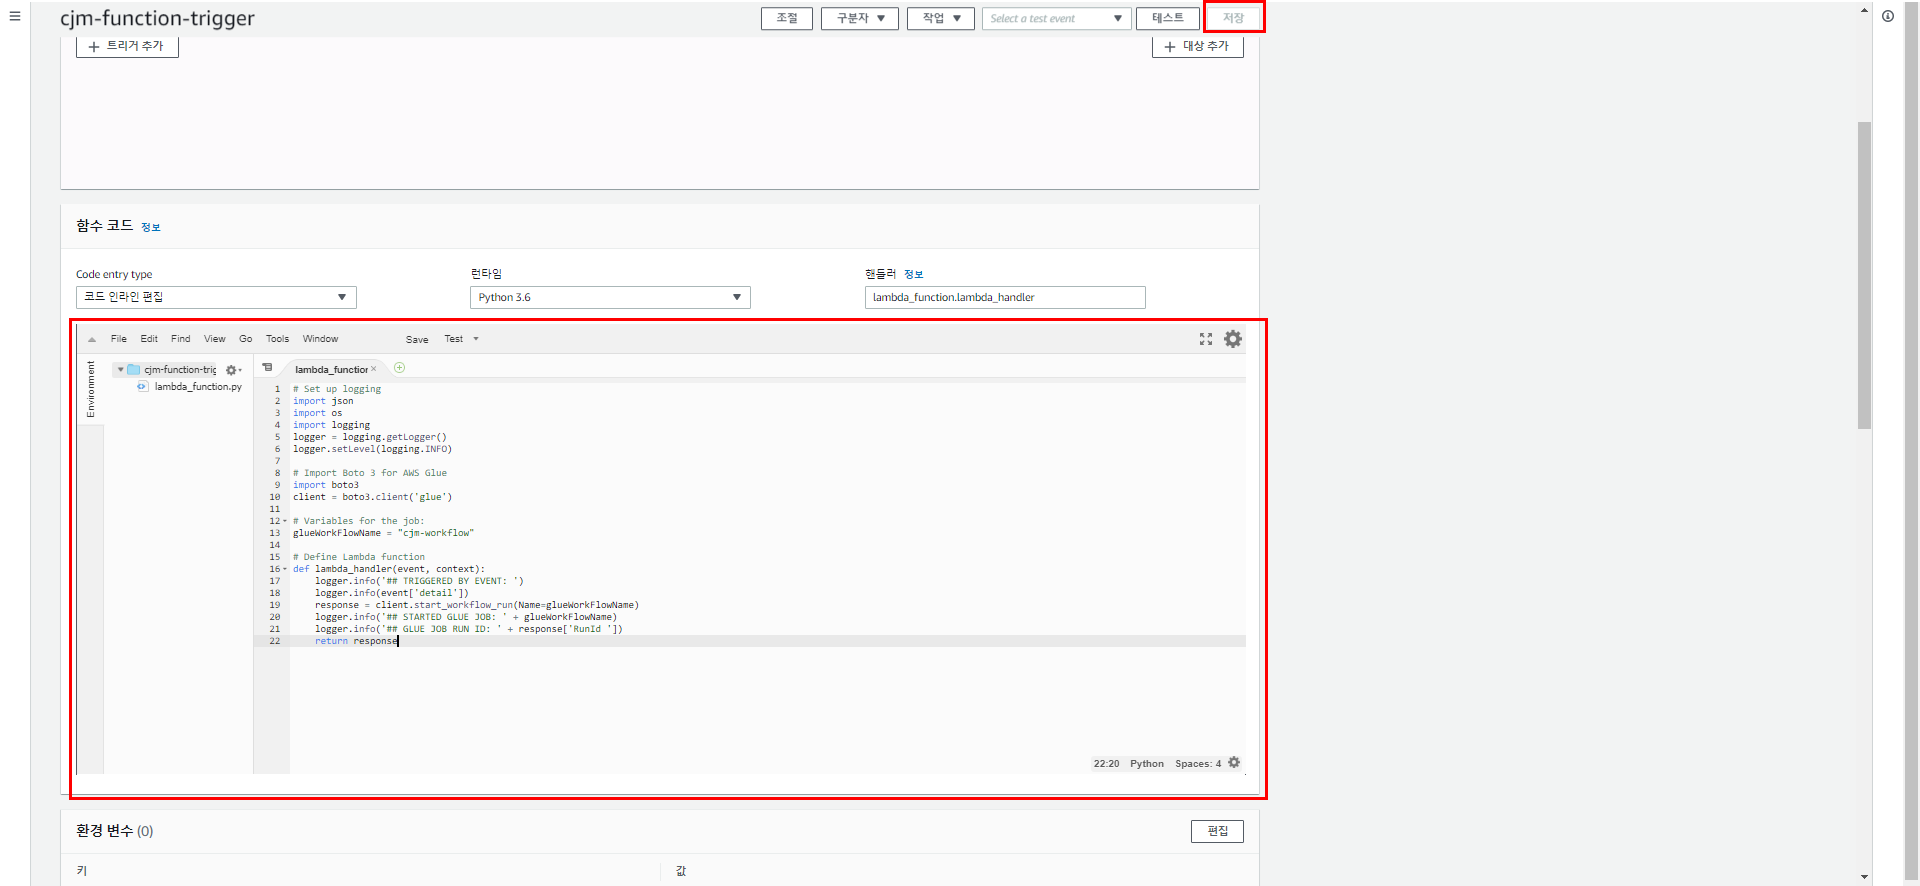 cjm-function-trigger
조절 구분자 작업 Select a test event 테스트 저장
트리거 추가 대상 추가
함수 코드 정보
Code entry type 런타임 핸들러 정보
코드 인라인 편집 Python 3.6 lambda_function.lambda_handler
File Edit Find View Go Tools Window Save Test
Environment
cjm-function-trig
lambda_function.py
lambda_function
1 # Set up logging
2 import json
3 import os
4 import logging
5 logger = logging.getLogger()
6 logger.setLevel(logging.INFO)
7
8 # Import Boto 3 for AWS Glue
9 import boto3
10 client = boto3.client('glue')
11
12 # Variables for the job:
13 glueWorkFlowName = "cjm-workflow"
14
15 # Define Lambda function
16 def lambda_handler(event, context):
17 logger.info('## TRIGGERED BY EVENT: ')
18 logger.info(event['detail'])
19 response = client.start_workflow_run(Name=glueWorkFlowName)
20 logger.info('## STARTED GLUE JOB: ' + glueWorkFlowName)
21 logger.info('## GLUE JOB RUN ID: ' + response['RunId '])
22 return response
22:20 Python Spaces: 4
환경 변수 (0) 편집
키 값